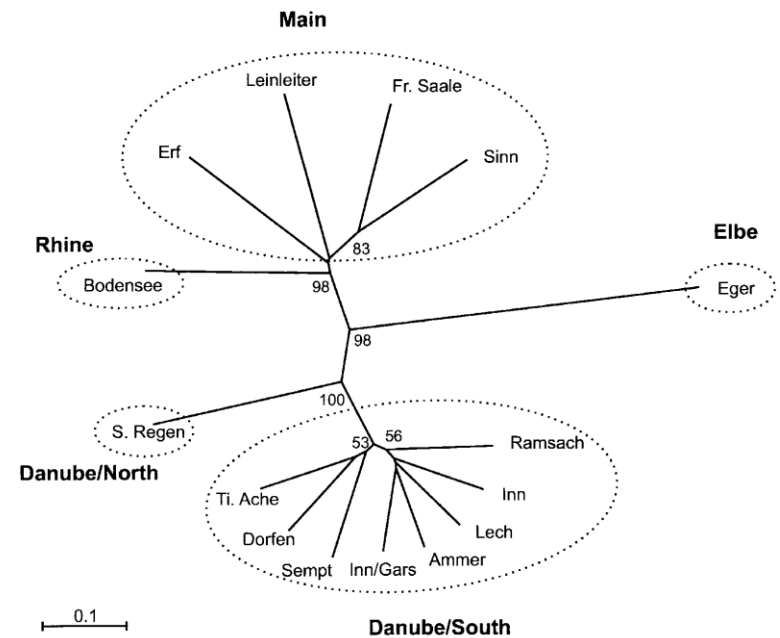 Main
Leinleiter
Fr. Saale
Erf
Sinn
83
Rhine
Elbe
Bodensee
98
Eger
98
100
S. Regen
53
56
Ramsach
Danube/North
Ti. Ache
Inn
Dorfen
Lech
Sempt
Inn/Gars
Ammer
0.1
Danube/South